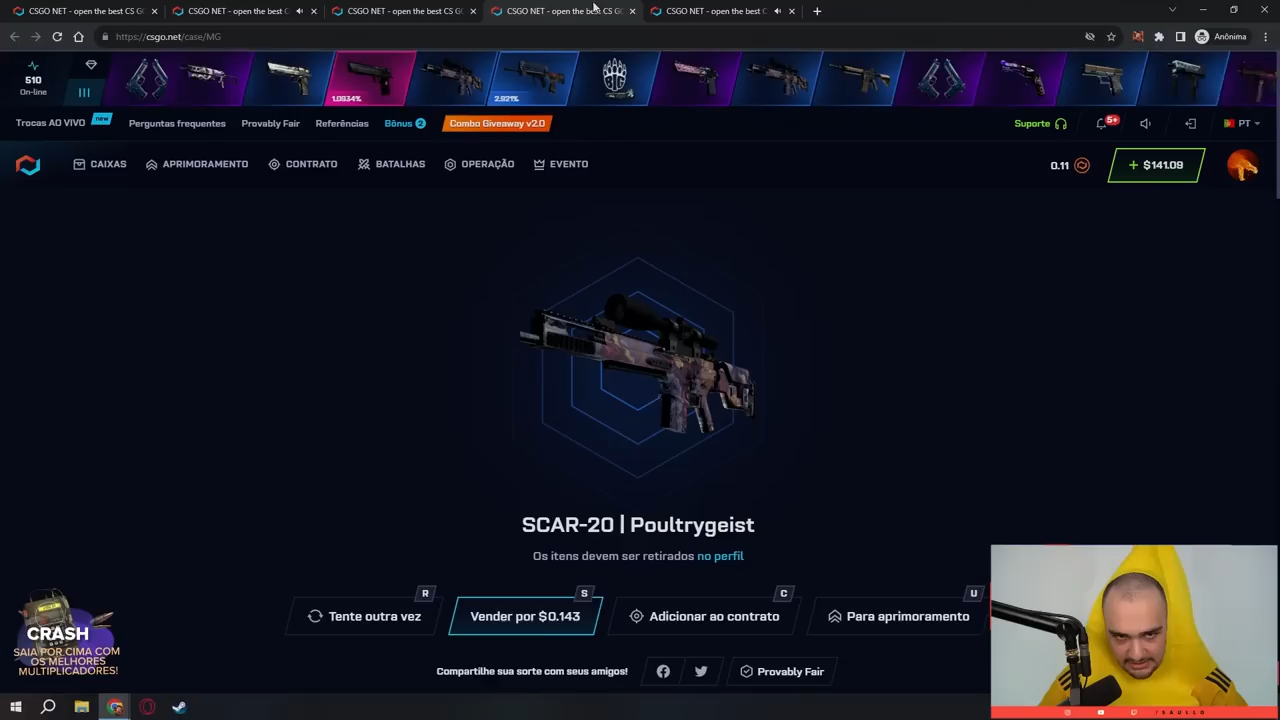 CSGO NET - open the best CS GC
CSGO NET - open the best C
CSGO NET - open the best CS GC
CSGO NET - open the best CS GC
CSGO NET - open the best C
https://csgo.net/case/MG
Anônima
510
On-line
1.0934%
2.921%
Trocas AO VIVO
new
Perguntas frequentes
Provably Fair
Referências
Bônus 2
Combo Giveaway v2.0
Suporte
5+
PT
CAIXAS
APRIMORAMENTO
CONTRATO
BATALHAS
OPERAÇÃO
EVENTO
0.11
+ $141.09
SCAR-20 | Poultrygeist
Os itens devem ser retirados no perfil
R
Tente outra vez
S
Vender por $0.143
C
Adicionar ao contrato
U
Para aprimoramento
Compartilhe sua sorte com seus amigos!
Provably Fair
CRASH
SAIA POR CIMA COM
OS MELHORES
MULTIPLICADORES!
/SAULLO